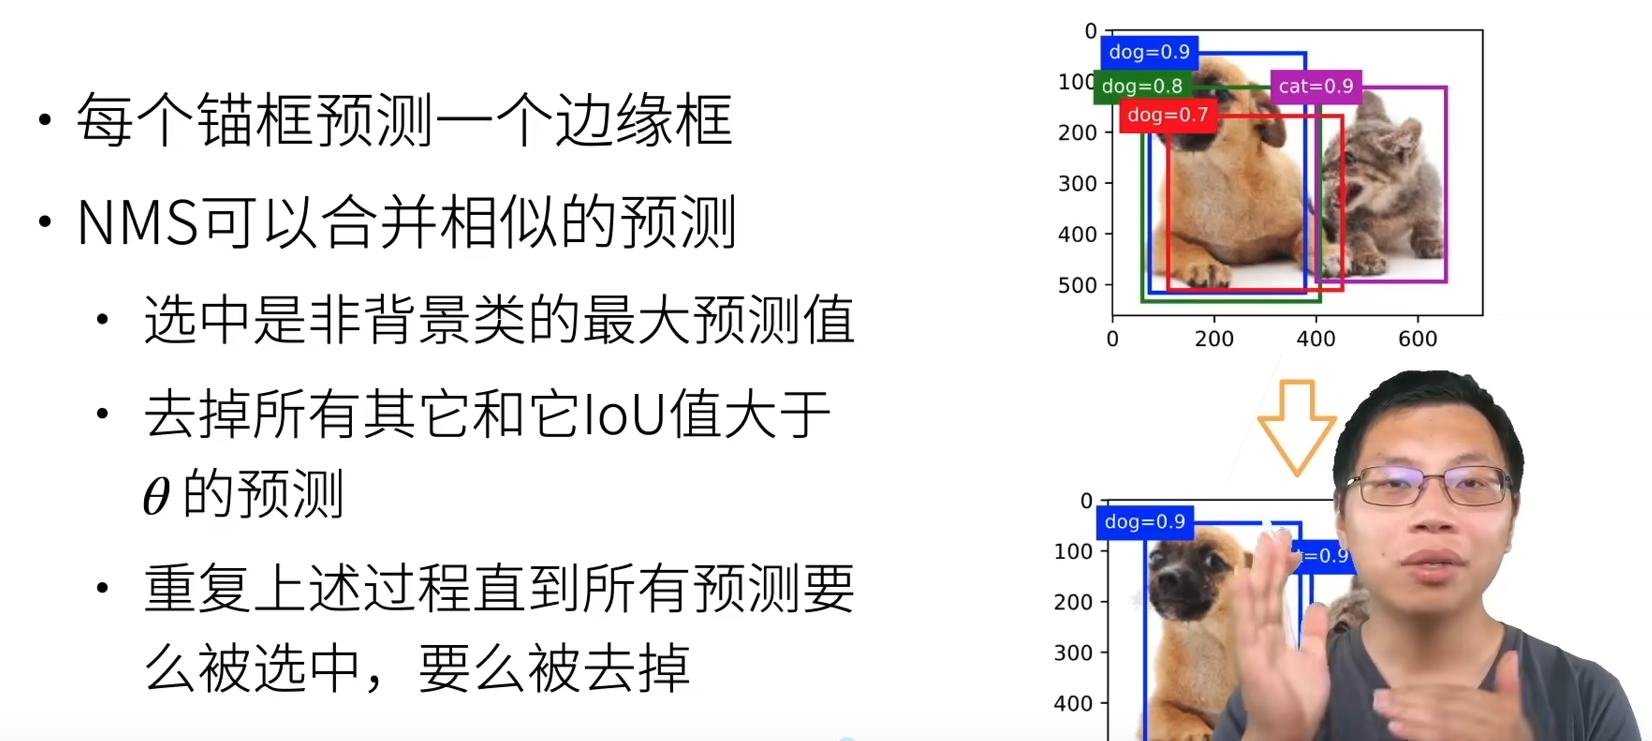 • 每个锚框预测一个边缘框
• NMS可以合并相似的预测
• 选中是非背景类的最大预测值
• 去掉所有其它和它IoU值大于
θ 的预测
• 重复上述过程直到所有预测要
么被选中，要么被去掉
0
100
200
300
400
500
dog=0.9
dog=0.8
dog=0.7
cat=0.9
0 200 400 600
0
100
200
300
400
dog=0.9
t=0.9